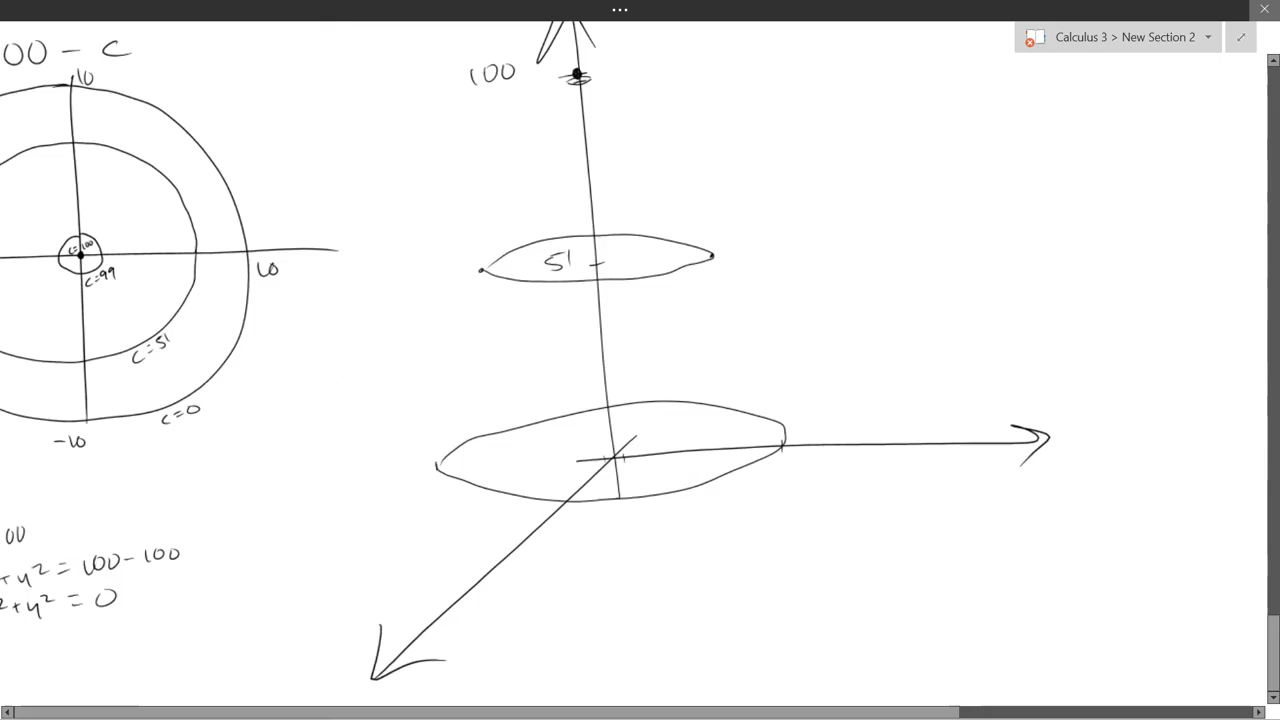 Calculus 3 > New Section 2
00 - C
10
100
C=100
C=99
10
51
C=51
C=0
-10
00
+y² = 100-100
²+y² = 0